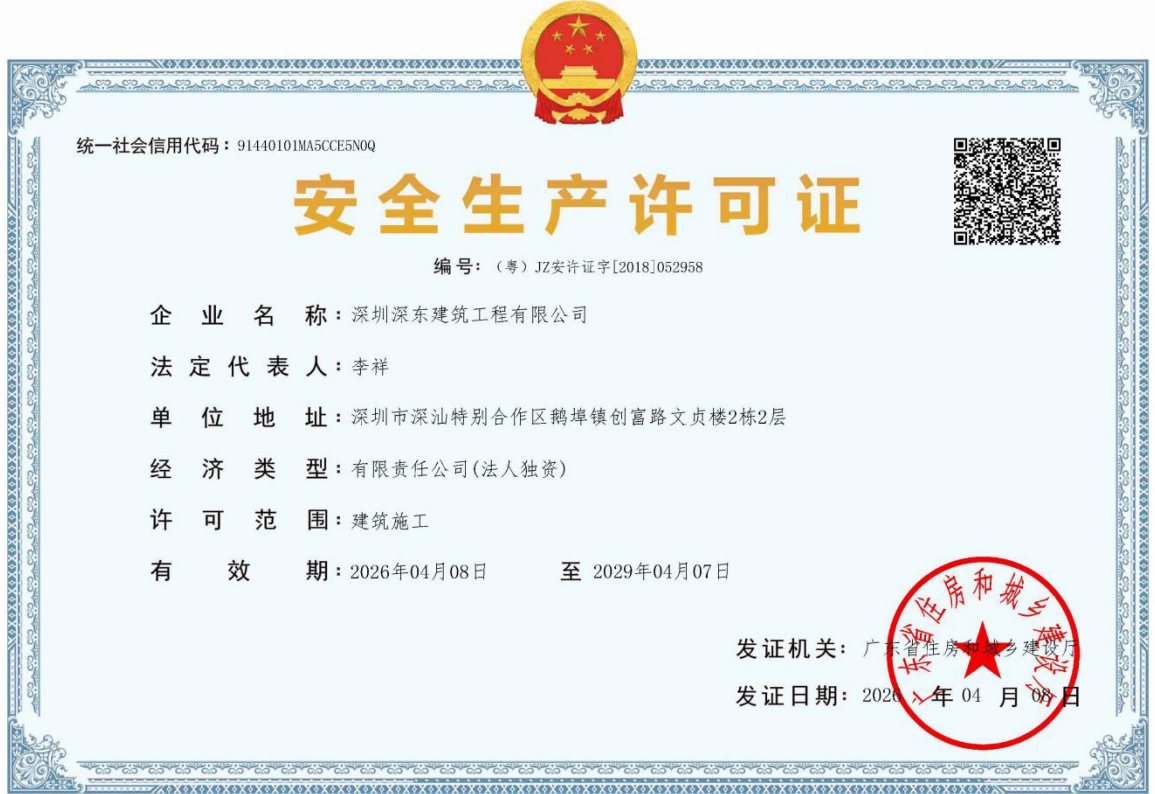 统一社会信用代码：91440101MA5CCE5N0Q
安全生产许可证
编号：（粤）JZ安许证字[2018]052958
企业名称：深圳深东建筑工程有限公司
法定代表人：李祥
单位地址：深圳市深汕特别合作区鹅埠镇创富路文贞楼2栋2层
经济类型：有限责任公司(法人独资)
许可范围：建筑施工
有效期：2026年04月08日 至 2029年04月07日
发证机关：广东省住房和城乡建设厅
发证日期：2026年04月08日
广东省住房和城乡建设厅